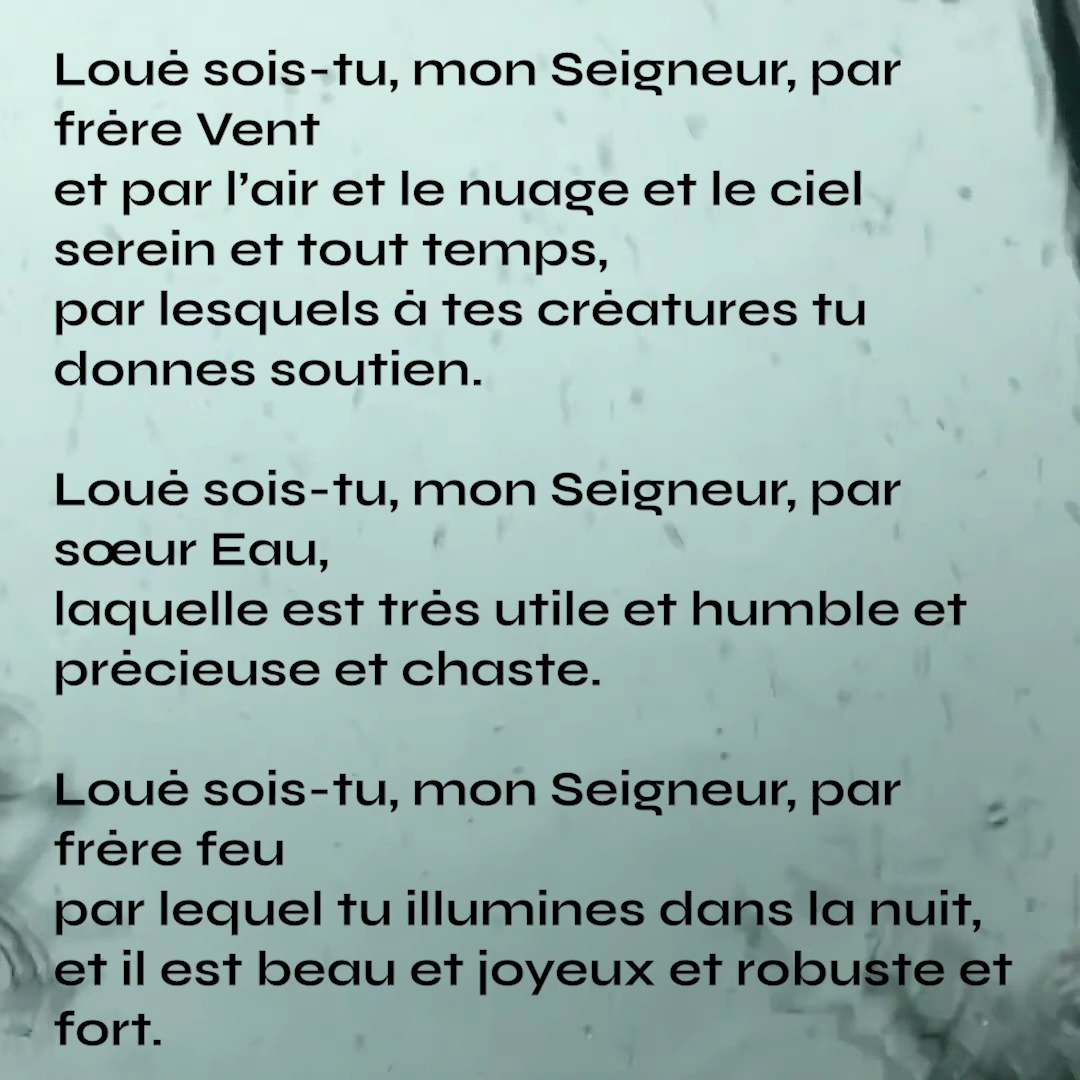 Loué sois-tu, mon Seigneur, par
frère Vent
et par l’air et le nuage et le ciel
serein et tout temps,
par lesquels à tes créatures tu
donnes soutien.

Loué sois-tu, mon Seigneur, par
sœur Eau,
laquelle est très utile et humble et
précieuse et chaste.

Loué sois-tu, mon Seigneur, par
frère feu
par lequel tu illumines dans la nuit,
et il est beau et joyeux et robuste et
fort.